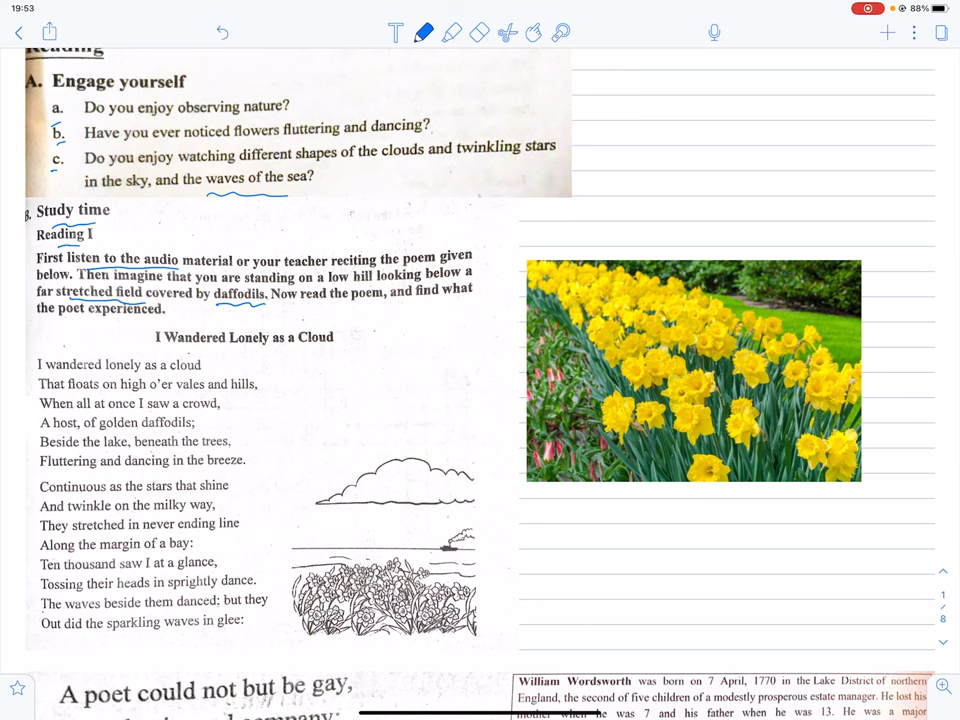 19:53
88%
Reading
A. Engage yourself
a. Do you enjoy observing nature?
b. Have you ever noticed flowers fluttering and dancing?
c. Do you enjoy watching different shapes of the clouds and twinkling stars
in the sky, and the waves of the sea?
B. Study time
Reading I
First listen to the audio material or your teacher reciting the poem given
below. Then imagine that you are standing on a low hill looking below a
far stretched field covered by daffodils. Now read the poem, and find what
the poet experienced.
I Wandered Lonely as a Cloud
I wandered lonely as a cloud
That floats on high o'er vales and hills,
When all at once I saw a crowd,
A host, of golden daffodils;
Beside the lake, beneath the trees,
Fluttering and dancing in the breeze.
Continuous as the stars that shine
And twinkle on the milky way,
They stretched in never ending line
Along the margin of a bay:
Ten thousand saw I at a glance,
Tossing their heads in sprightly dance.
The waves beside them danced; but they
Out did the sparkling waves in glee:
1
/
8
A poet could not but be gay,
company:
William Wordsworth was born on 7 April, 1770 in the Lake District of northern
England, the second of five children of a modestly prosperous estate manager. He lost his
mother when he was 7 and his father when he was 13. He was a major